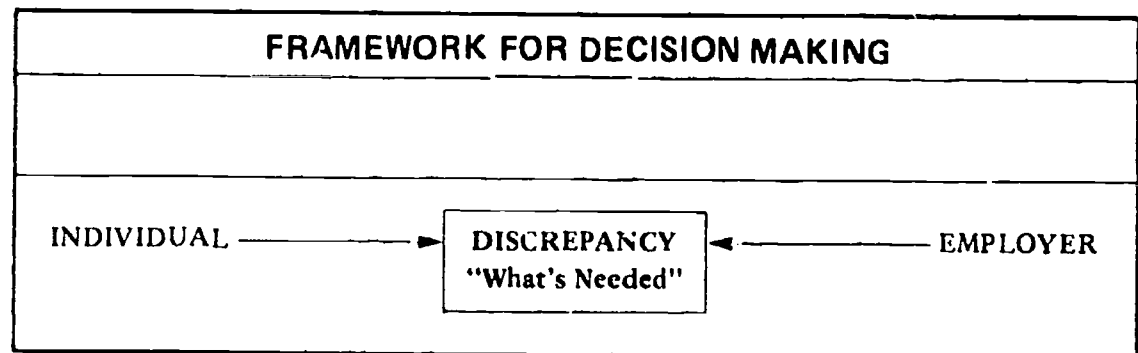 FRAMEWORK FOR DECISION MAKING
INDIVIDUAL DISCREPANCY EMPLOYER
"What's Needed"